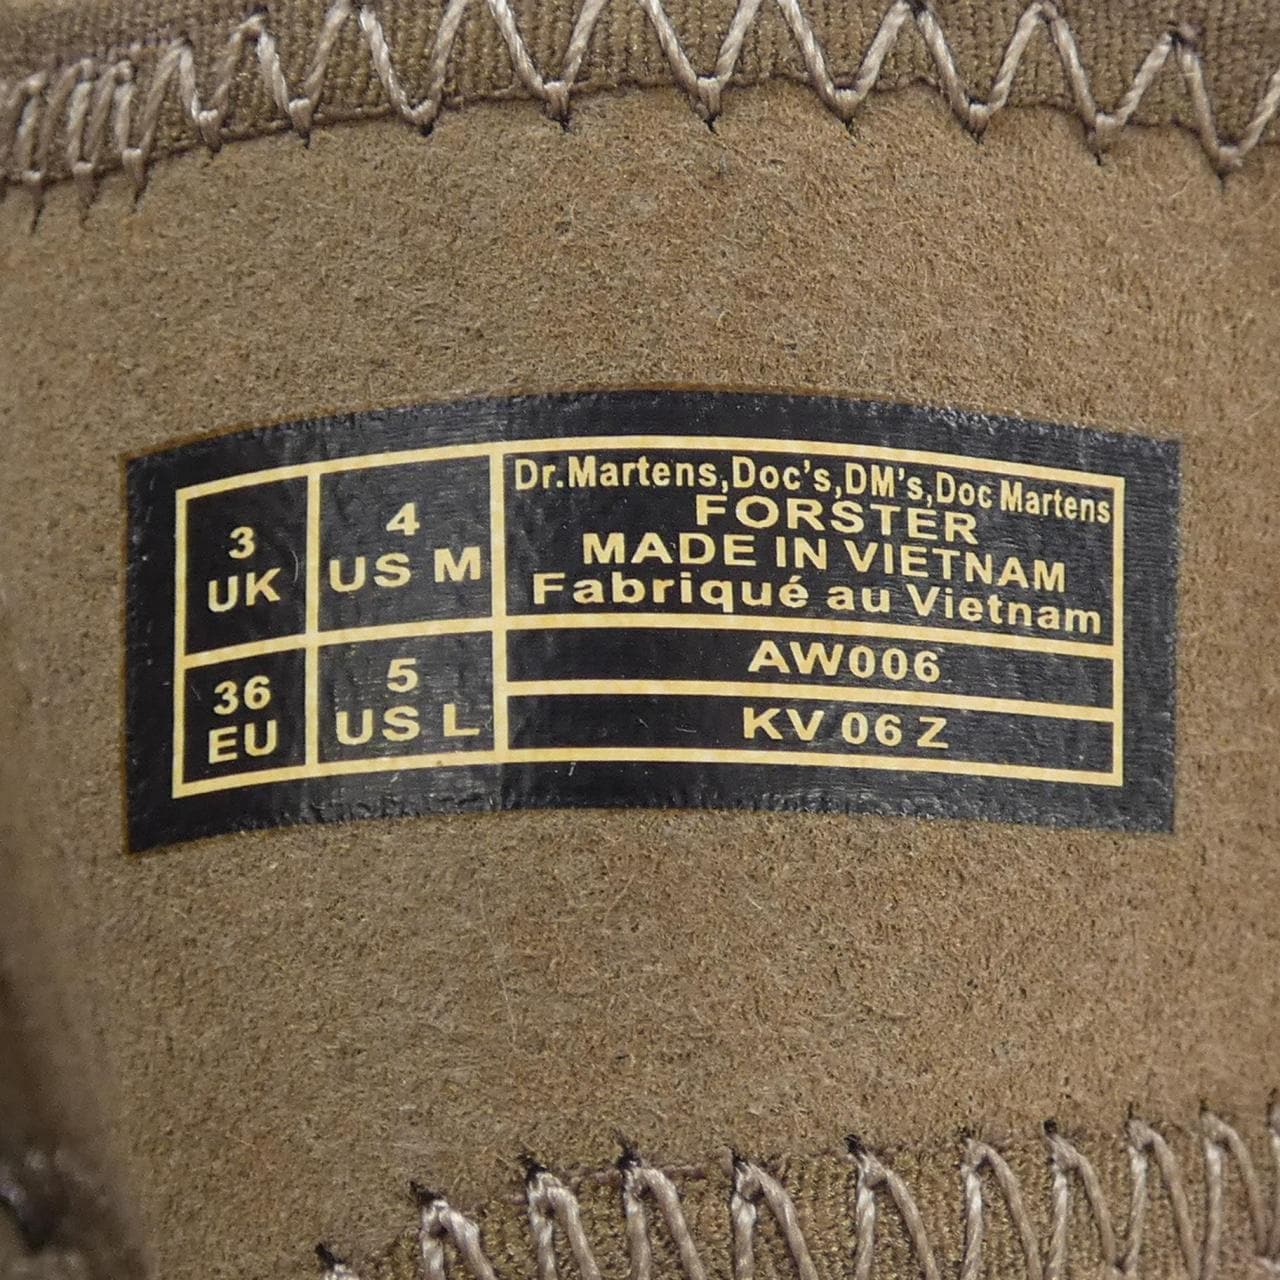 3
UK
4
US M
36
EU
5
US L
Dr.Martens,Doc's,DM's,Doc Martens
FORSTER
MADE IN VIETNAM
Fabriqué au Vietnam
AW006
KV 06 Z